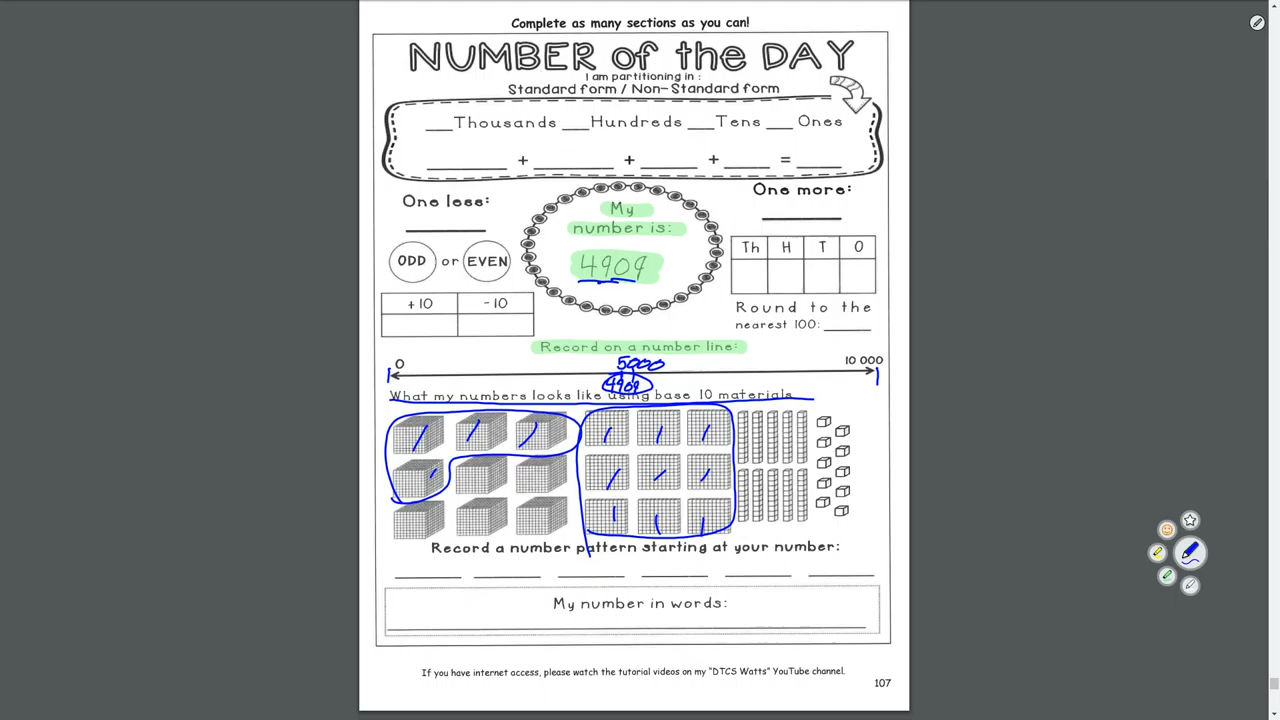 Complete as many sections as you can!
NUMBER of the DAY
I am partitioning in :
Standard form / Non-Standard form
___Thousands ___Hundreds ___Tens ___ Ones
________ + ________ + ______ + _____ = _____
One less:
My
number is:
4909
One more:
ODD or EVEN
Th H T O
+10 -10
Round to the
nearest 100: ______
Record on a number line:
0 5000 10 000
4909
What my numbers looks like using base 10 materials
Record a number pattern starting at your number:
My number in words:
If you have internet access, please watch the tutorial videos on my "DTCS Watts" YouTube channel.
107